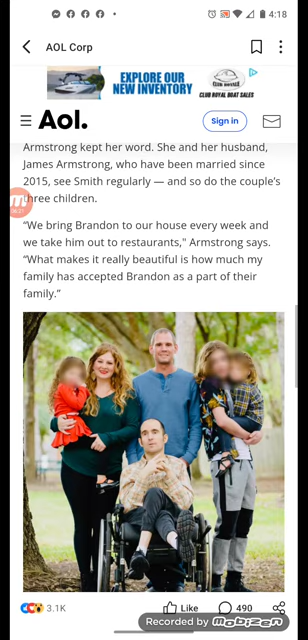 4:18
AOL Corp
EXPLORE OUR
NEW INVENTORY
CLUB ROYAL BOAT SALES
Aol.
Sign in
Armstrong kept her word. She and her husband,
James Armstrong, who have been married since
2015, see Smith regularly — and so do the couple's
three children.
“We bring Brandon to our house every week and
we take him out to restaurants," Armstrong says.
“What makes it really beautiful is how much my
family has accepted Brandon as a part of their
family.”
3.1K
Like
490
Recorded by mobizen